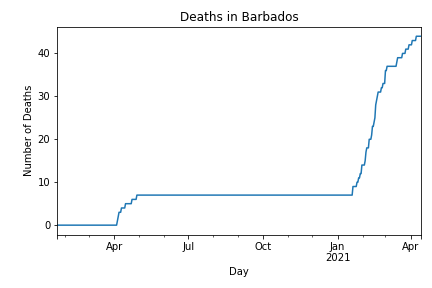 Deaths in Barbados
Number of Deaths
40
30
20
10
0
Apr
Jul
Oct
Jan
2021
Apr
Day